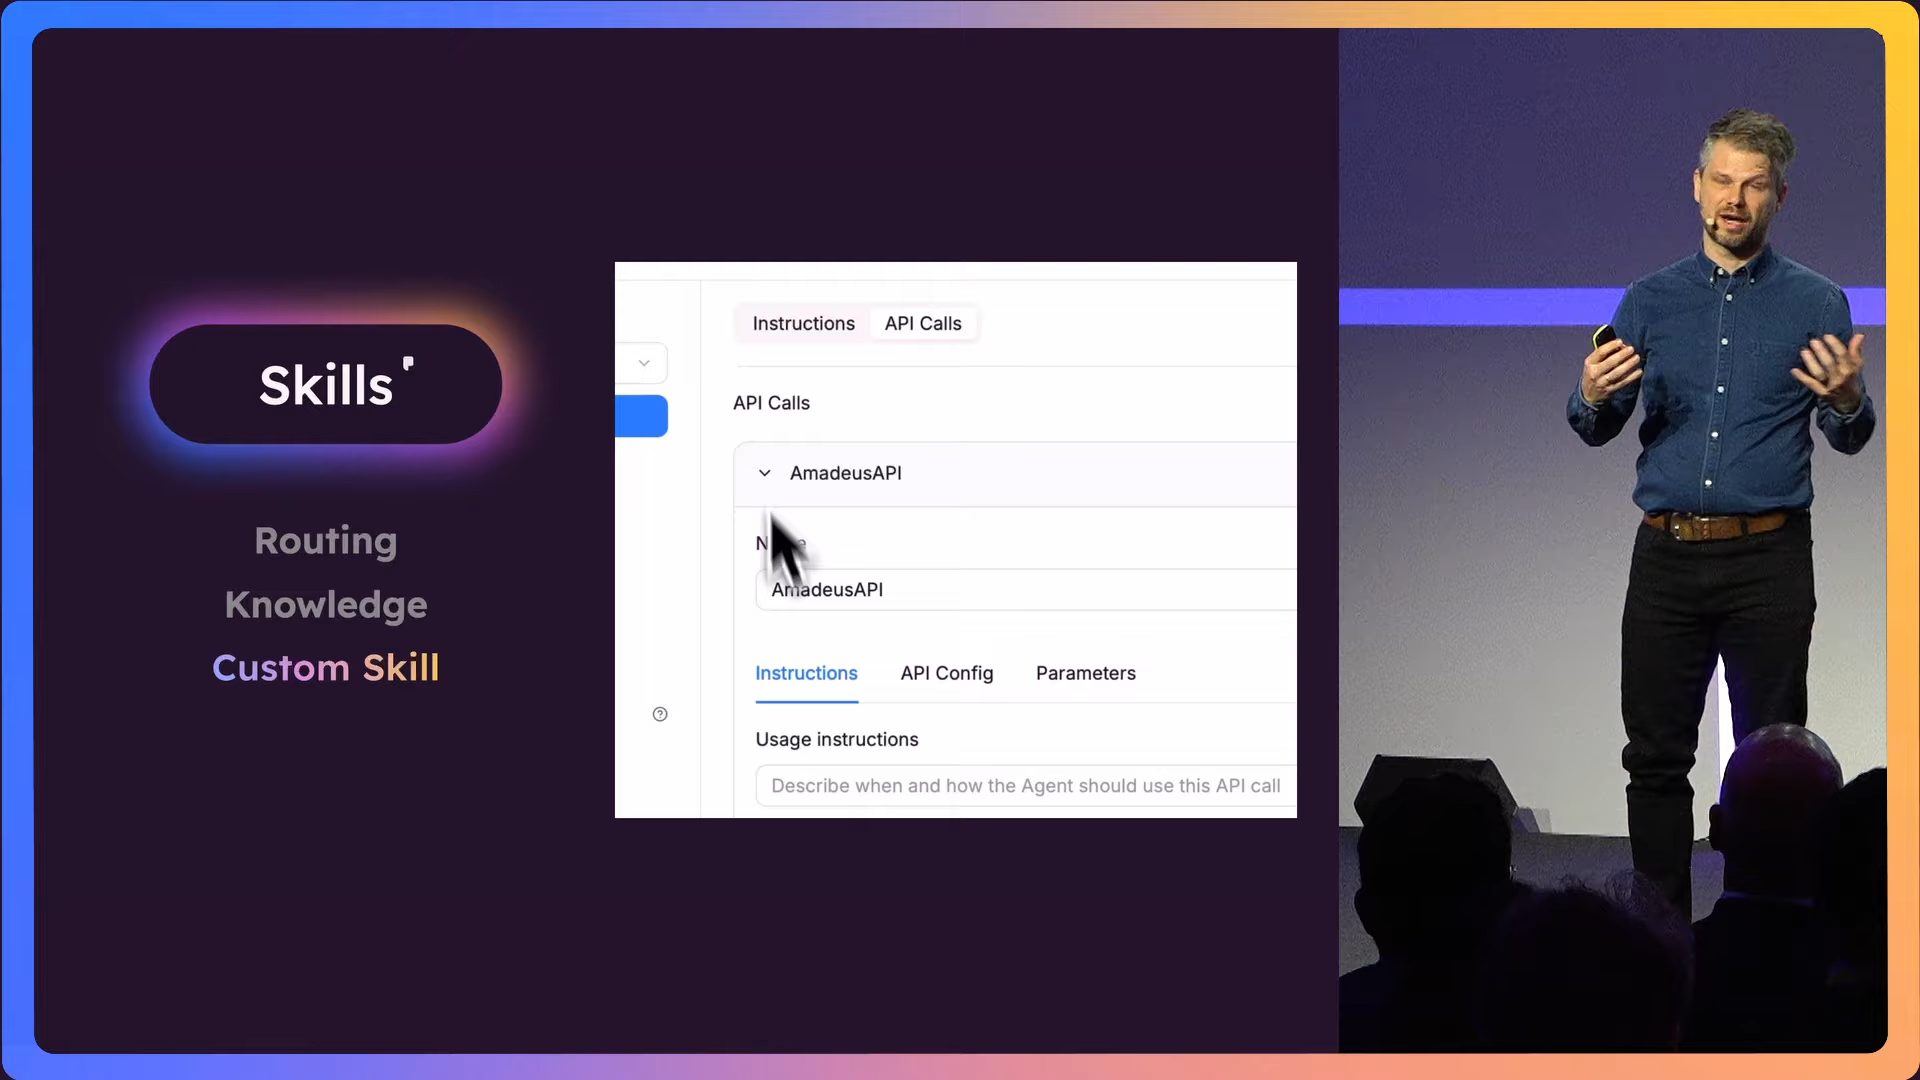 Skills
Routing
Knowledge
Custom Skill
Instructions API Calls
API Calls
AmadeusAPI
AmadeusAPI
Instructions API Config Parameters
Usage instructions
Describe when and how the Agent should use this API call